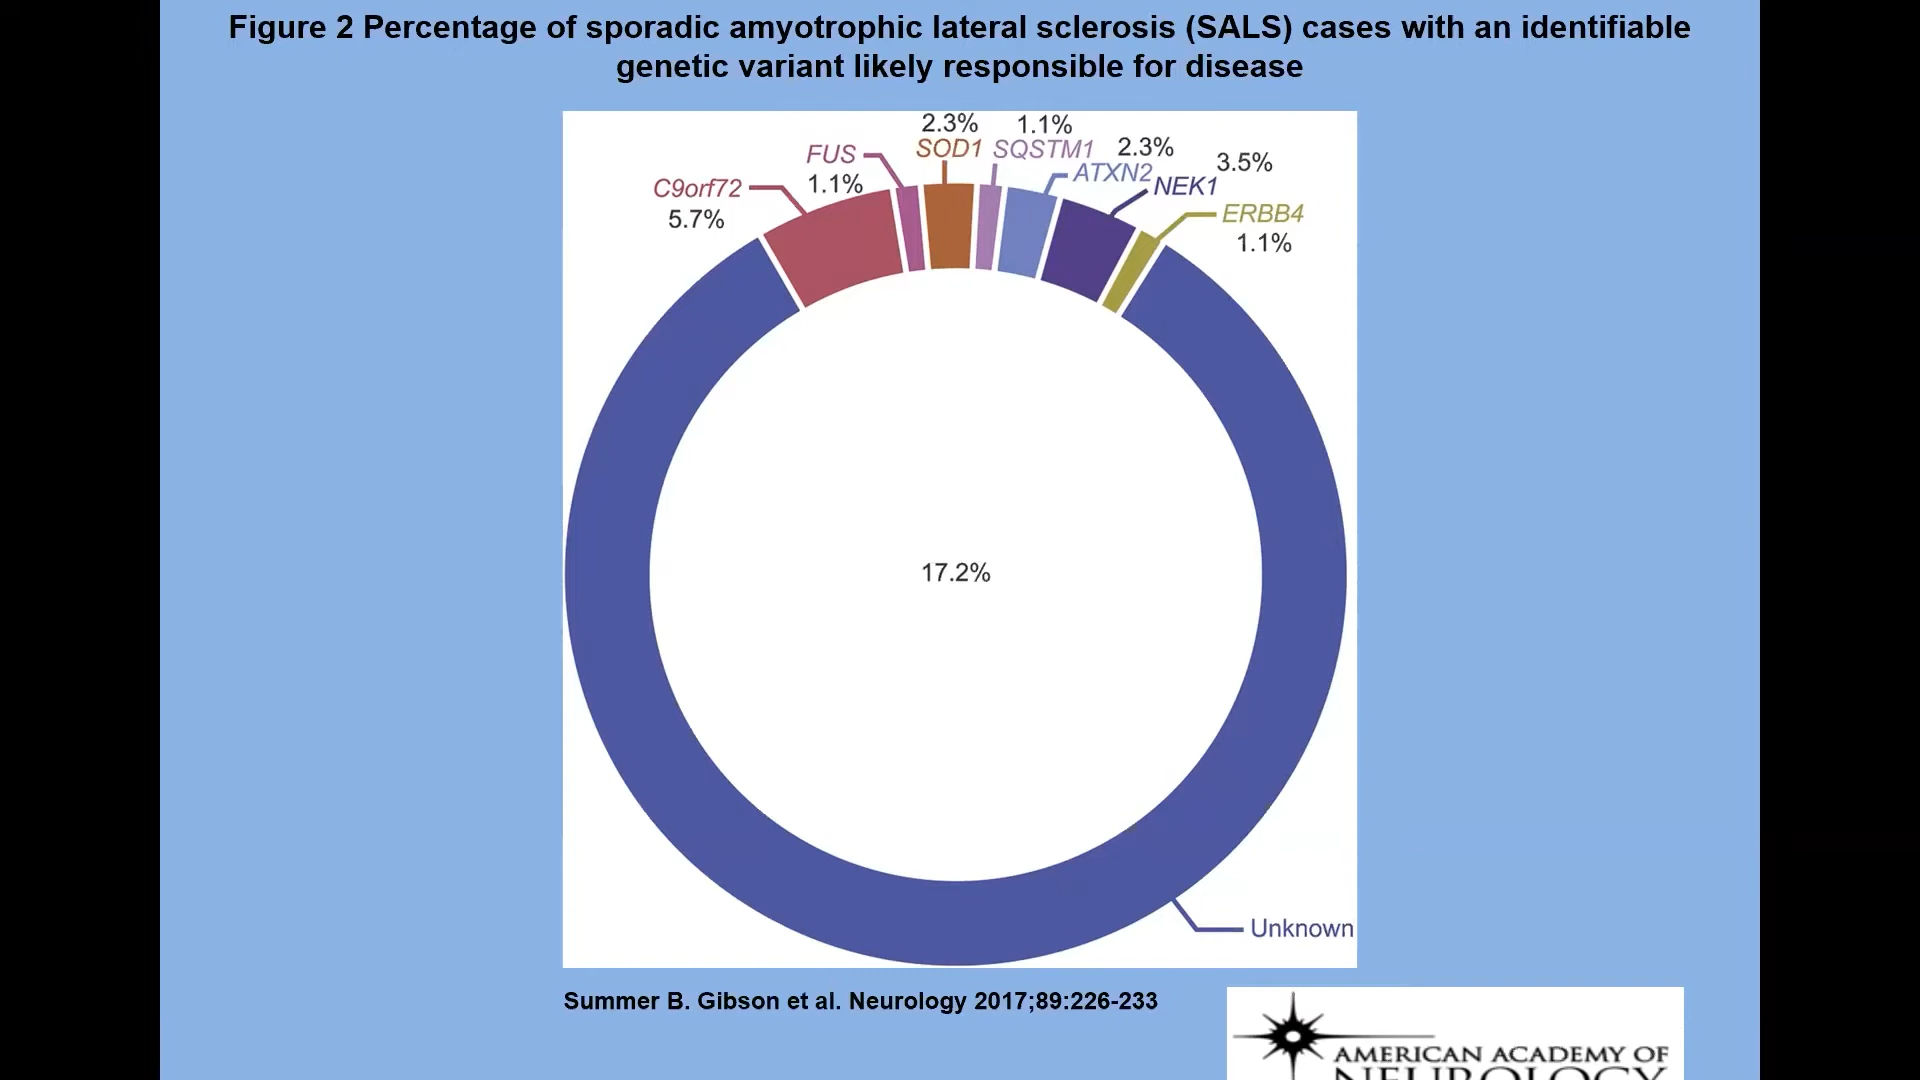 Figure 2 Percentage of sporadic amyotrophic lateral sclerosis (SALS) cases with an identifiable
genetic variant likely responsible for disease
2.3%
SOD1
1.1%
SQSTM1
FUS
1.1%
2.3%
ATXN2
3.5%
NEK1
C9orf72
5.7%
ERBB4
1.1%
17.2%
Unknown
Summer B. Gibson et al. Neurology 2017;89:226-233
AMERICAN ACADEMY OF
NEUROLOGY